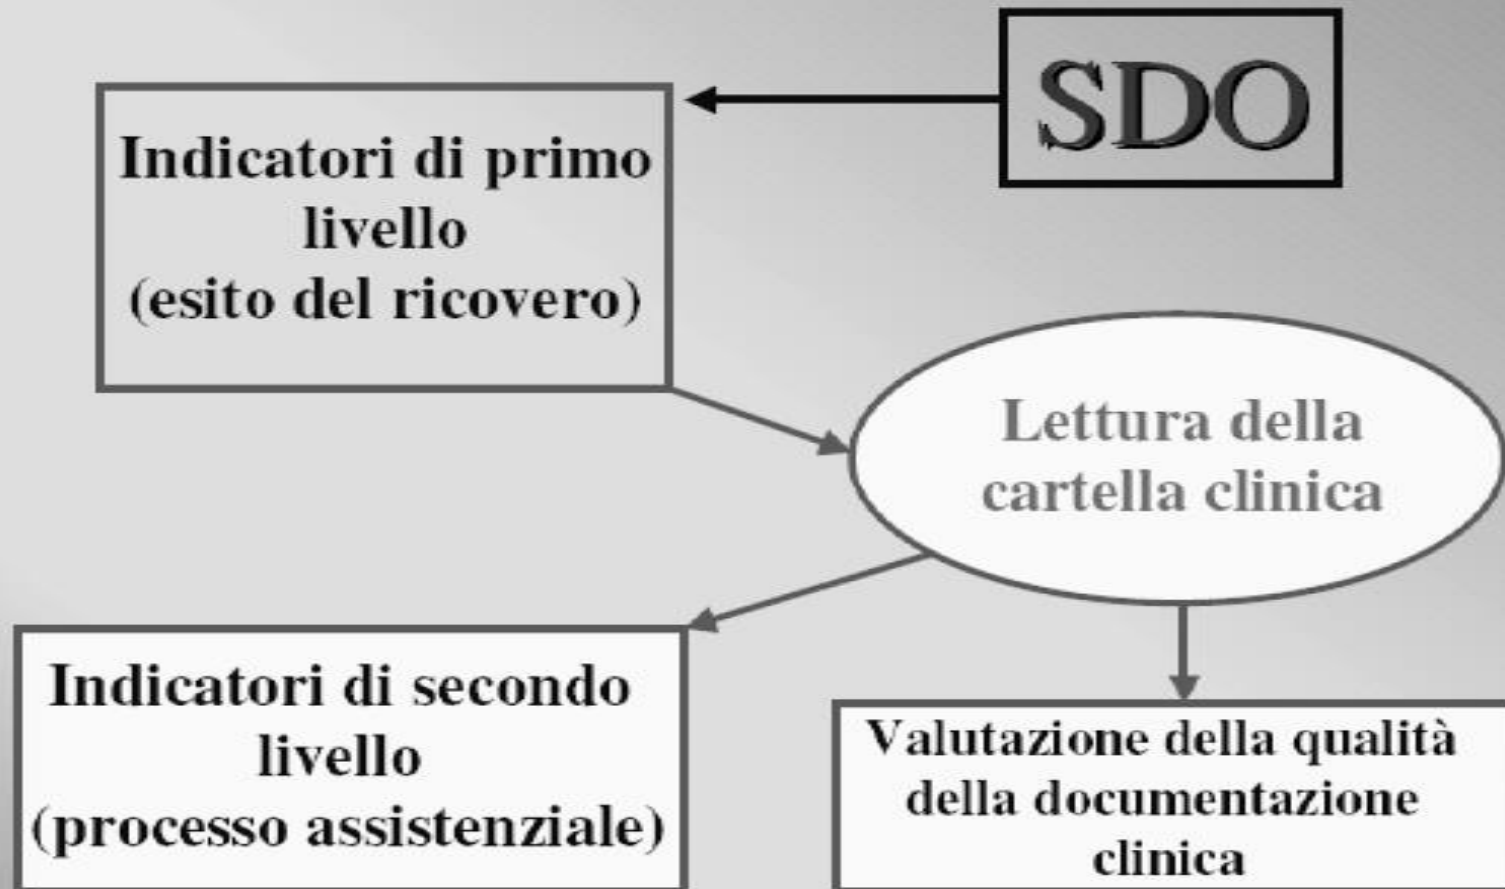 SDO
Indicatori di primo
livello
(esito del ricovero)
Lettura della
cartella clinica
Indicatori di secondo
livello
(processo assistenziale)
Valutazione della qualità
della documentazione
clinica